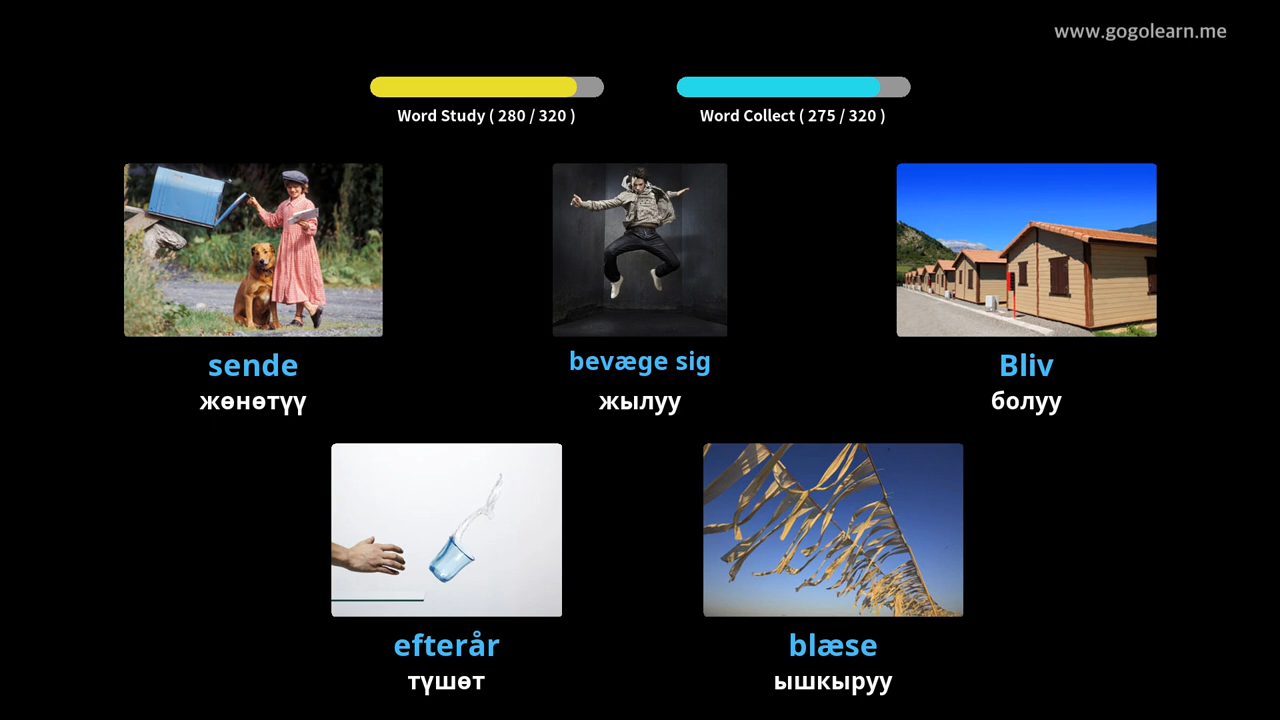 www.gogolearn.me
Word Study ( 280 / 320 )
Word Collect ( 275 / 320 )
sende
жөнөтүү
bevæge sig
жылуу
Bliv
болуу
efterår
түшөт
blæse
ышкыруу